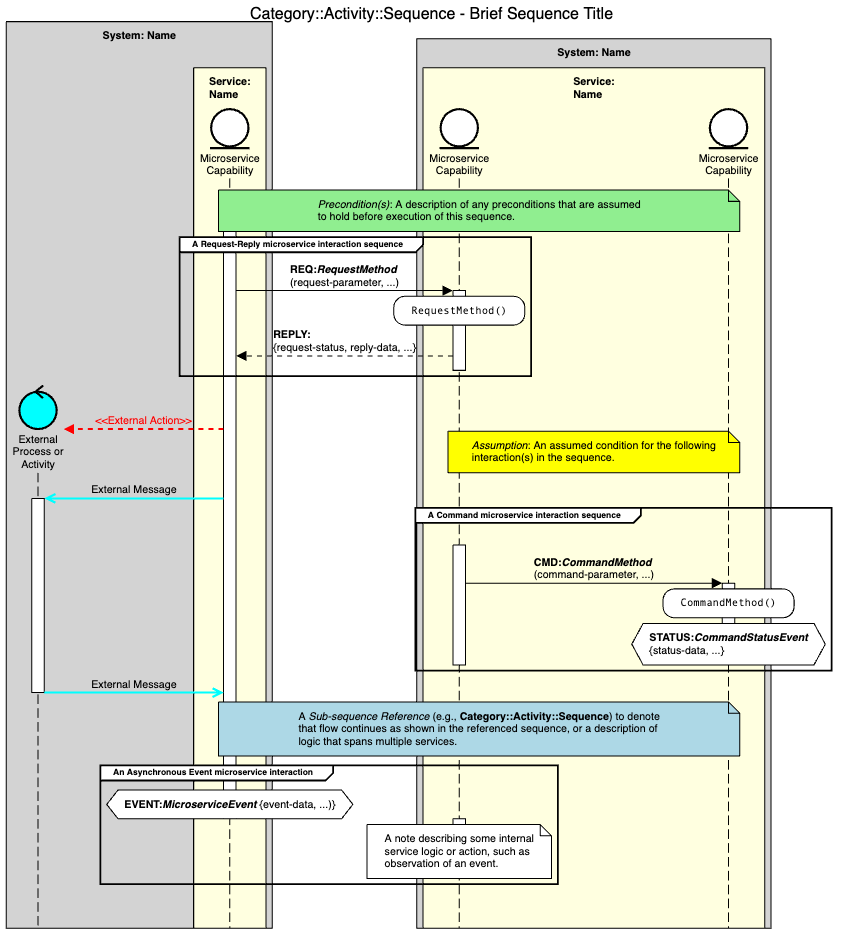 Category::Activity::Sequence - Brief Sequence Title
System: Name
System: Name
Service:
Name
Service:
Name
Microservice
Capability
Microservice
Capability
Microservice
Capability
Precondition(s): A description of any preconditions that are assumed
to hold before execution of this sequence.
A Request-Reply microservice interaction sequence
REQ:RequestMethod
(request-parameter, ...)
RequestMethod()
REPLY:
{request-status, reply-data, ...}
<<External Action>>
External
Process or
Activity
Assumption: An assumed condition for the following
interaction(s) in the sequence.
External Message
A Command microservice interaction sequence
CMD:CommandMethod
(command-parameter, ...)
CommandMethod()
STATUS:CommandStatusEvent
{status-data, ...}
External Message
A Sub-sequence Reference (e.g., Category::Activity::Sequence) to denote
that flow continues as shown in the referenced sequence, or a description of
logic that spans multiple services.
An Asynchronous Event microservice interaction
EVENT:MicroserviceEvent {event-data, ...)}
A note describing some internal
service logic or action, such as
observation of an event.